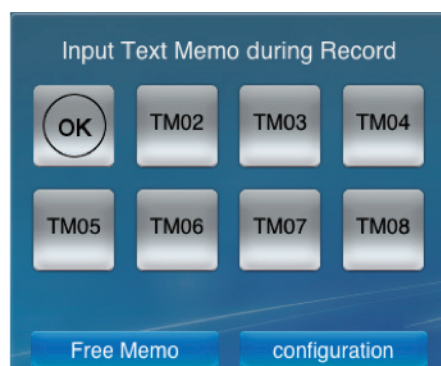 Input Text Memo during Record
OK TM02 TM03 TM04
TM05 TM06 TM07 TM08
Free Memo configuration